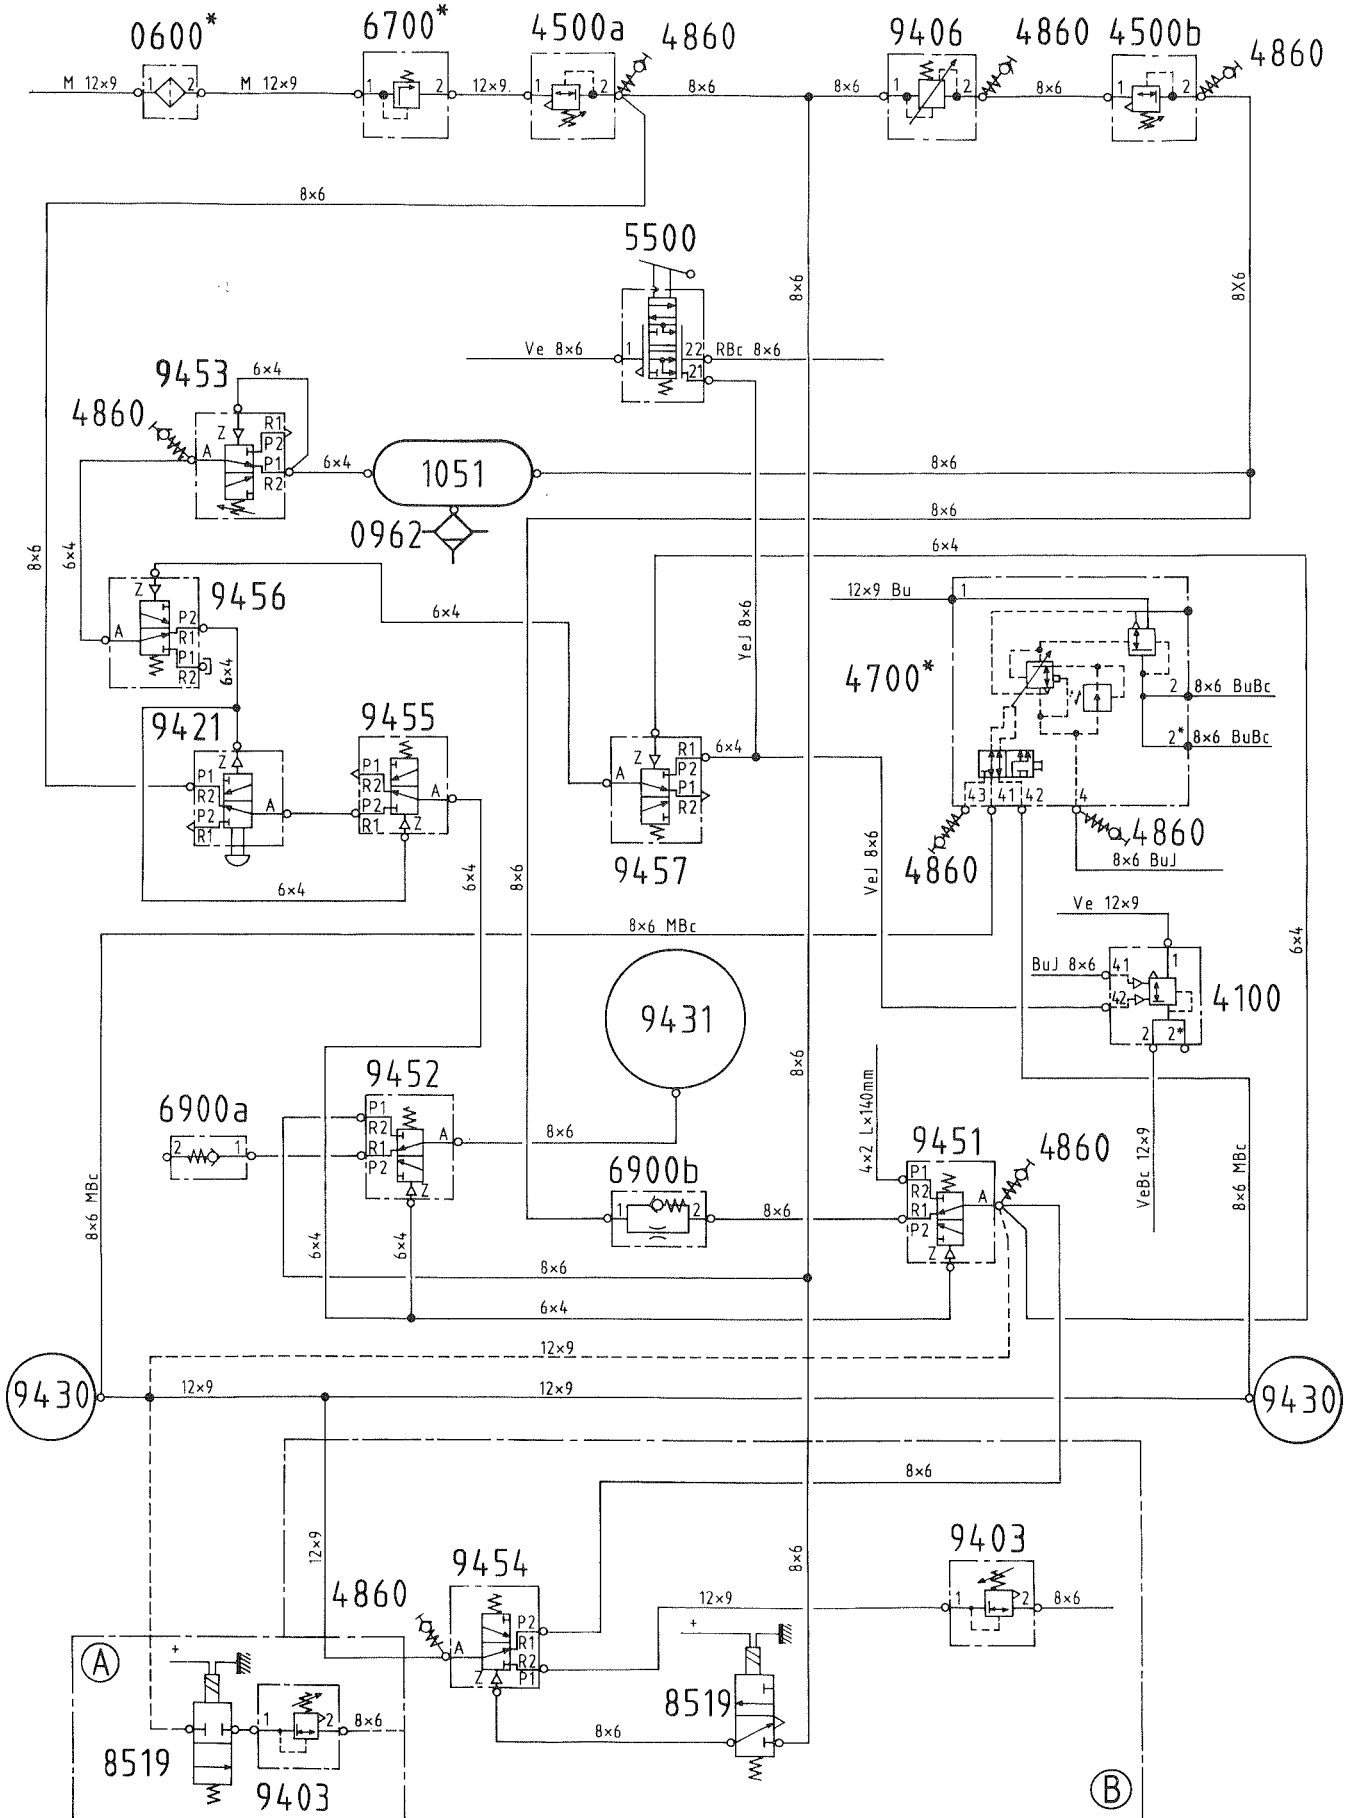 0600*
6700*
4500a
4860
9406
4860
4500b
4860
M 12×9
1
2
M 12×9
1
2
12×9.
1
2
8×6
8×6
1
2
8×6
1
2
8×6
5500
8×6
8X6
Ve 8×6
1
22
RBc 8×6
21
9453
6×4
4860
Z
R1
P2
A
P1
R2
6×4
1051
8×6
8×6
0962
6×4
8×6
6×4
Z
9456
A
P2
R1
P1
R2
6×4
6×4
YeJ 8×6
12×9 Bu
1
4700*
2
8×6 BuBc
2*
8×6 BuBc
43
41
42
4
4860
4860
8×6 BuJ
9421
9455
Z
P1
R2
P2
R1
A
P1
R2
P2
R1
A
Z
6×4
6×4
R1
6×4
Z
P2
A
P1
R2
9457
8×6
VeJ 8×6
Ve 12×9
8×6 MBc
1
BuJ 8×6
41
42
4100
2
2*
6×4
9431
8×6
9452
6900a
2
1
P1
R2
R1
P2
A
Z
8×6
4×2 L×140mm
9451
4860
6900b
1
2
8×6
P1
R2
R1
P2
A
Z
VeBc 12×9
8×6 MBc
8×6 MBc
6×4
6×4
8×6
6×4
12×9
9430
12×9
12×9
9430
8×6
12×9
9454
8×6
9403
4860
P2
R1
R2
P1
A
Z
12×9
1
2
8×6
+
8519
8×6
A
+
1
2
8×6
8519
9403
B